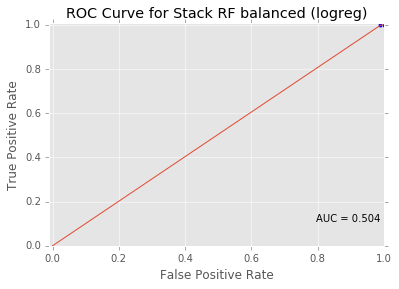 ROC Curve for Stack RF balanced (logreg)
1.0
0.8
0.6
0.4
0.2
0.0
True Positive Rate
AUC = 0.504
0.0 0.2 0.4 0.6 0.8 1.0
False Positive Rate